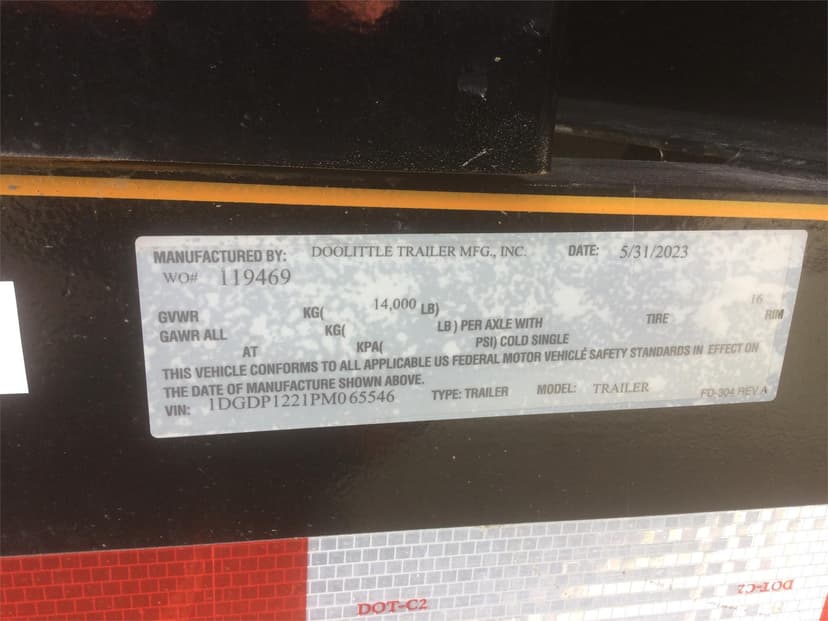 MANUFACTURED BY: DOOLITTLE TRAILER MFG., INC. DATE: 5/31/2023
WO# 119469
GVWR KG( 14,000 LB) 16
GAWR ALL KG( LB ) PER AXLE WITH TIRE RIM
AT KPA( PSI) COLD SINGLE
THIS VEHICLE CONFORMS TO ALL APPLICABLE US FEDERAL MOTOR VEHICLE SAFETY STANDARDS IN EFFECT ON
THE DATE OF MANUFACTURE SHOWN ABOVE.
VIN: 1DGDP1221PM065546 TYPE: TRAILER MODEL: TRAILER FD-304 REV A
DOT-C2
DOT-C2